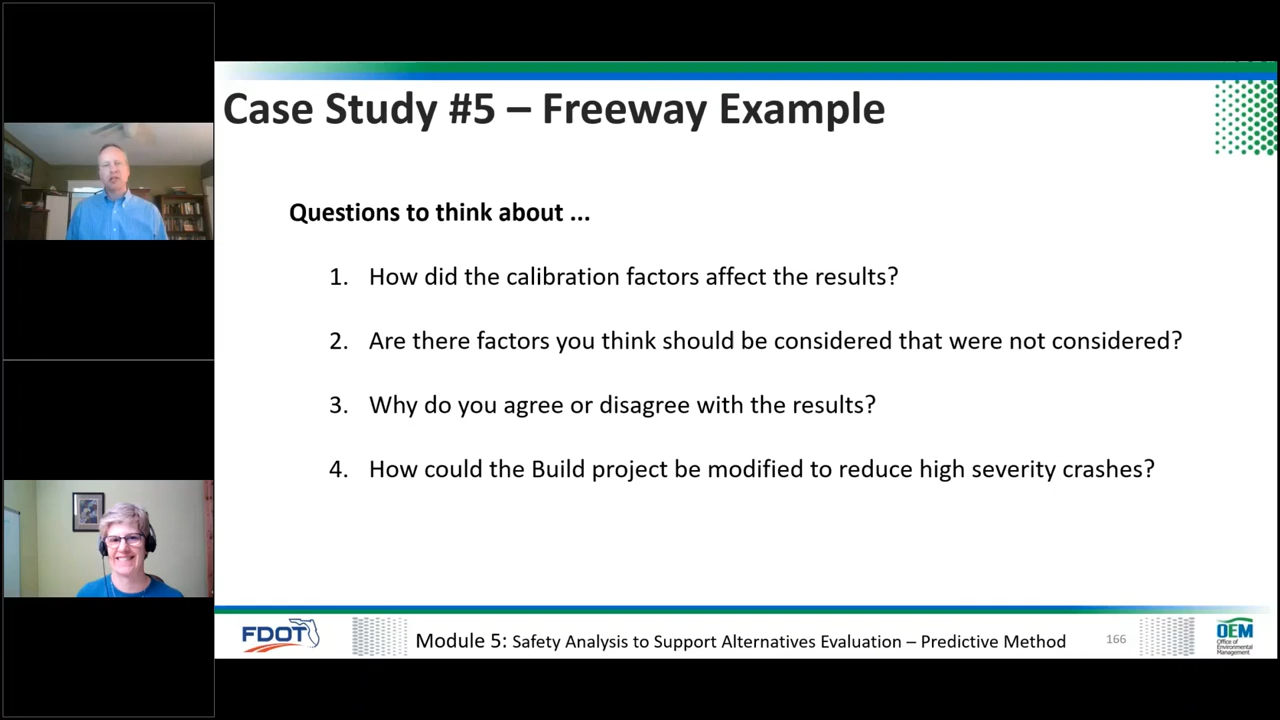 Case Study #5 – Freeway Example
Questions to think about ...
1. How did the calibration factors affect the results?
2. Are there factors you think should be considered that were not considered?
3. Why do you agree or disagree with the results?
4. How could the Build project be modified to reduce high severity crashes?
FDOT
Module 5: Safety Analysis to Support Alternatives Evaluation – Predictive Method
166
OEM
Office of
Environmental
Management